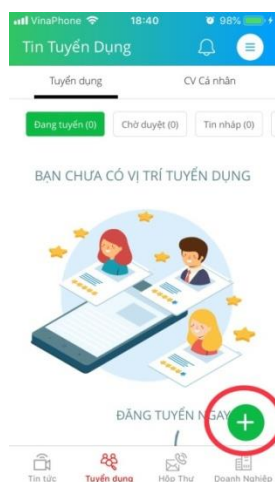 VinaPhone 18:40 98%
Tin Tuyển Dụng
Tuyển dụng CV Cá nhân
Đang tuyển (0) Chờ duyệt (0) Tin nháp (0)
BẠN CHƯA CÓ VỊ TRÍ TUYỂN DỤNG
ĐĂNG TUYỂN NGAY
Tin tức Tuyển dụng Hộp Thư Doanh Nghiệp